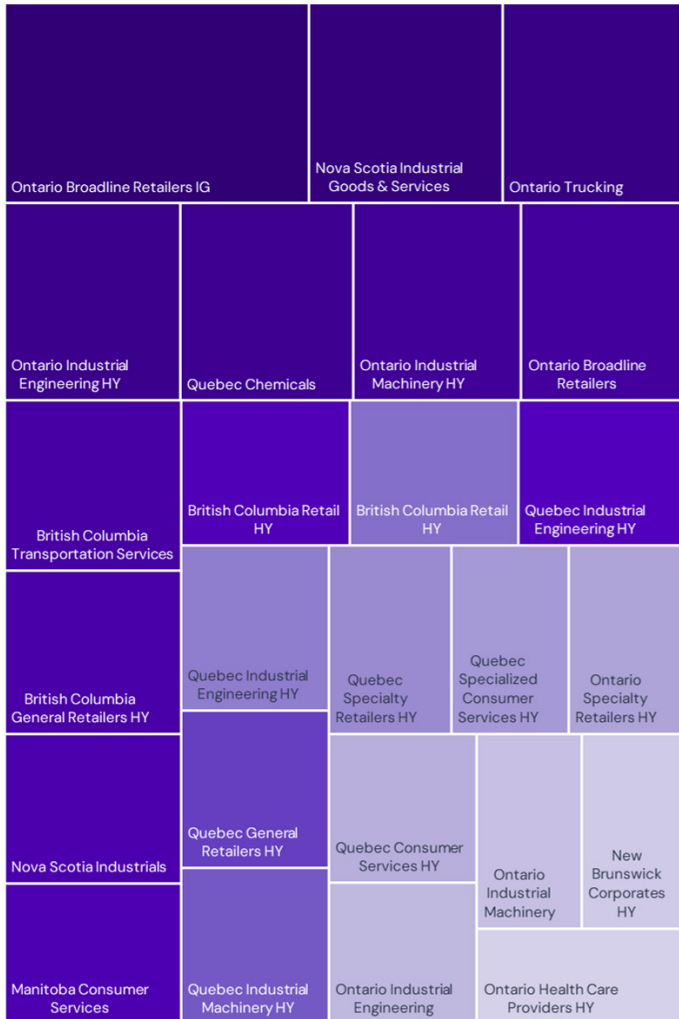 Ontario Broadline Retailers IG
Nova Scotia Industrial
Goods & Services
Ontario Trucking
Ontario Industrial
Engineering HY
Quebec Chemicals
Ontario Industrial
Machinery HY
Ontario Broadline
Retailers
British Columbia
Transportation Services
British Columbia Retail
HY
British Columbia Retail
HY
Quebec Industrial
Engineering HY
British Columbia
General Retailers HY
Quebec Industrial
Engineering HY
Quebec
Specialty
Retailers HY
Quebec
Specialized
Consumer
Services HY
Ontario
Specialty
Retailers HY
Nova Scotia Industrials
Quebec General
Retailers HY
Quebec Consumer
Services HY
Ontario
Industrial
Machinery
New
Brunswick
Corporates
HY
Manitoba Consumer
Services
Quebec Industrial
Machinery HY
Ontario Industrial
Engineering
Ontario Health Care
Providers HY